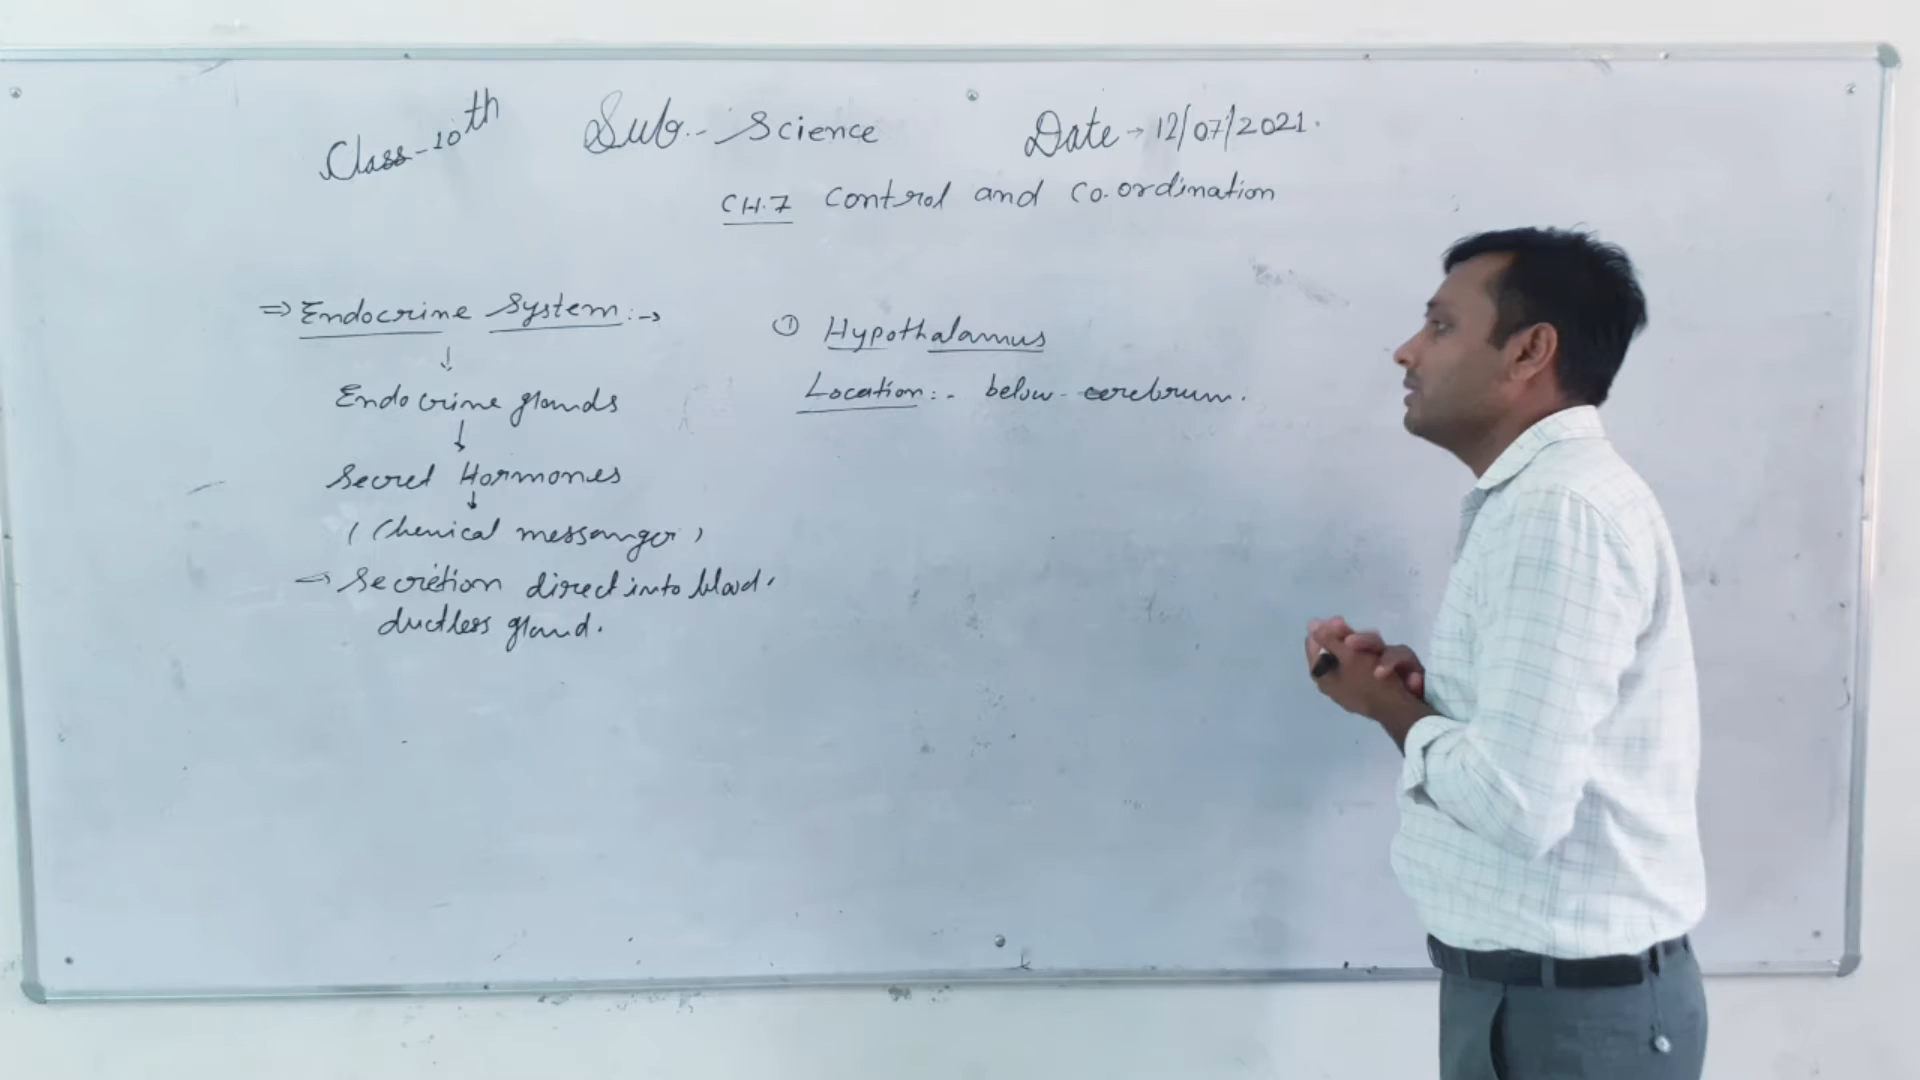 Class-10th Sub.- Science Date → 12/07/2021.
CH.7 Control and Co.ordination
⇒ Endocrine System:→
↓
Endocrine glands
↓
Secret Hormones
↓
(Chemical messanger)
→ Secretion direct into blood.
ductless gland.
① Hypothalamus
Location:- below cerebrum.